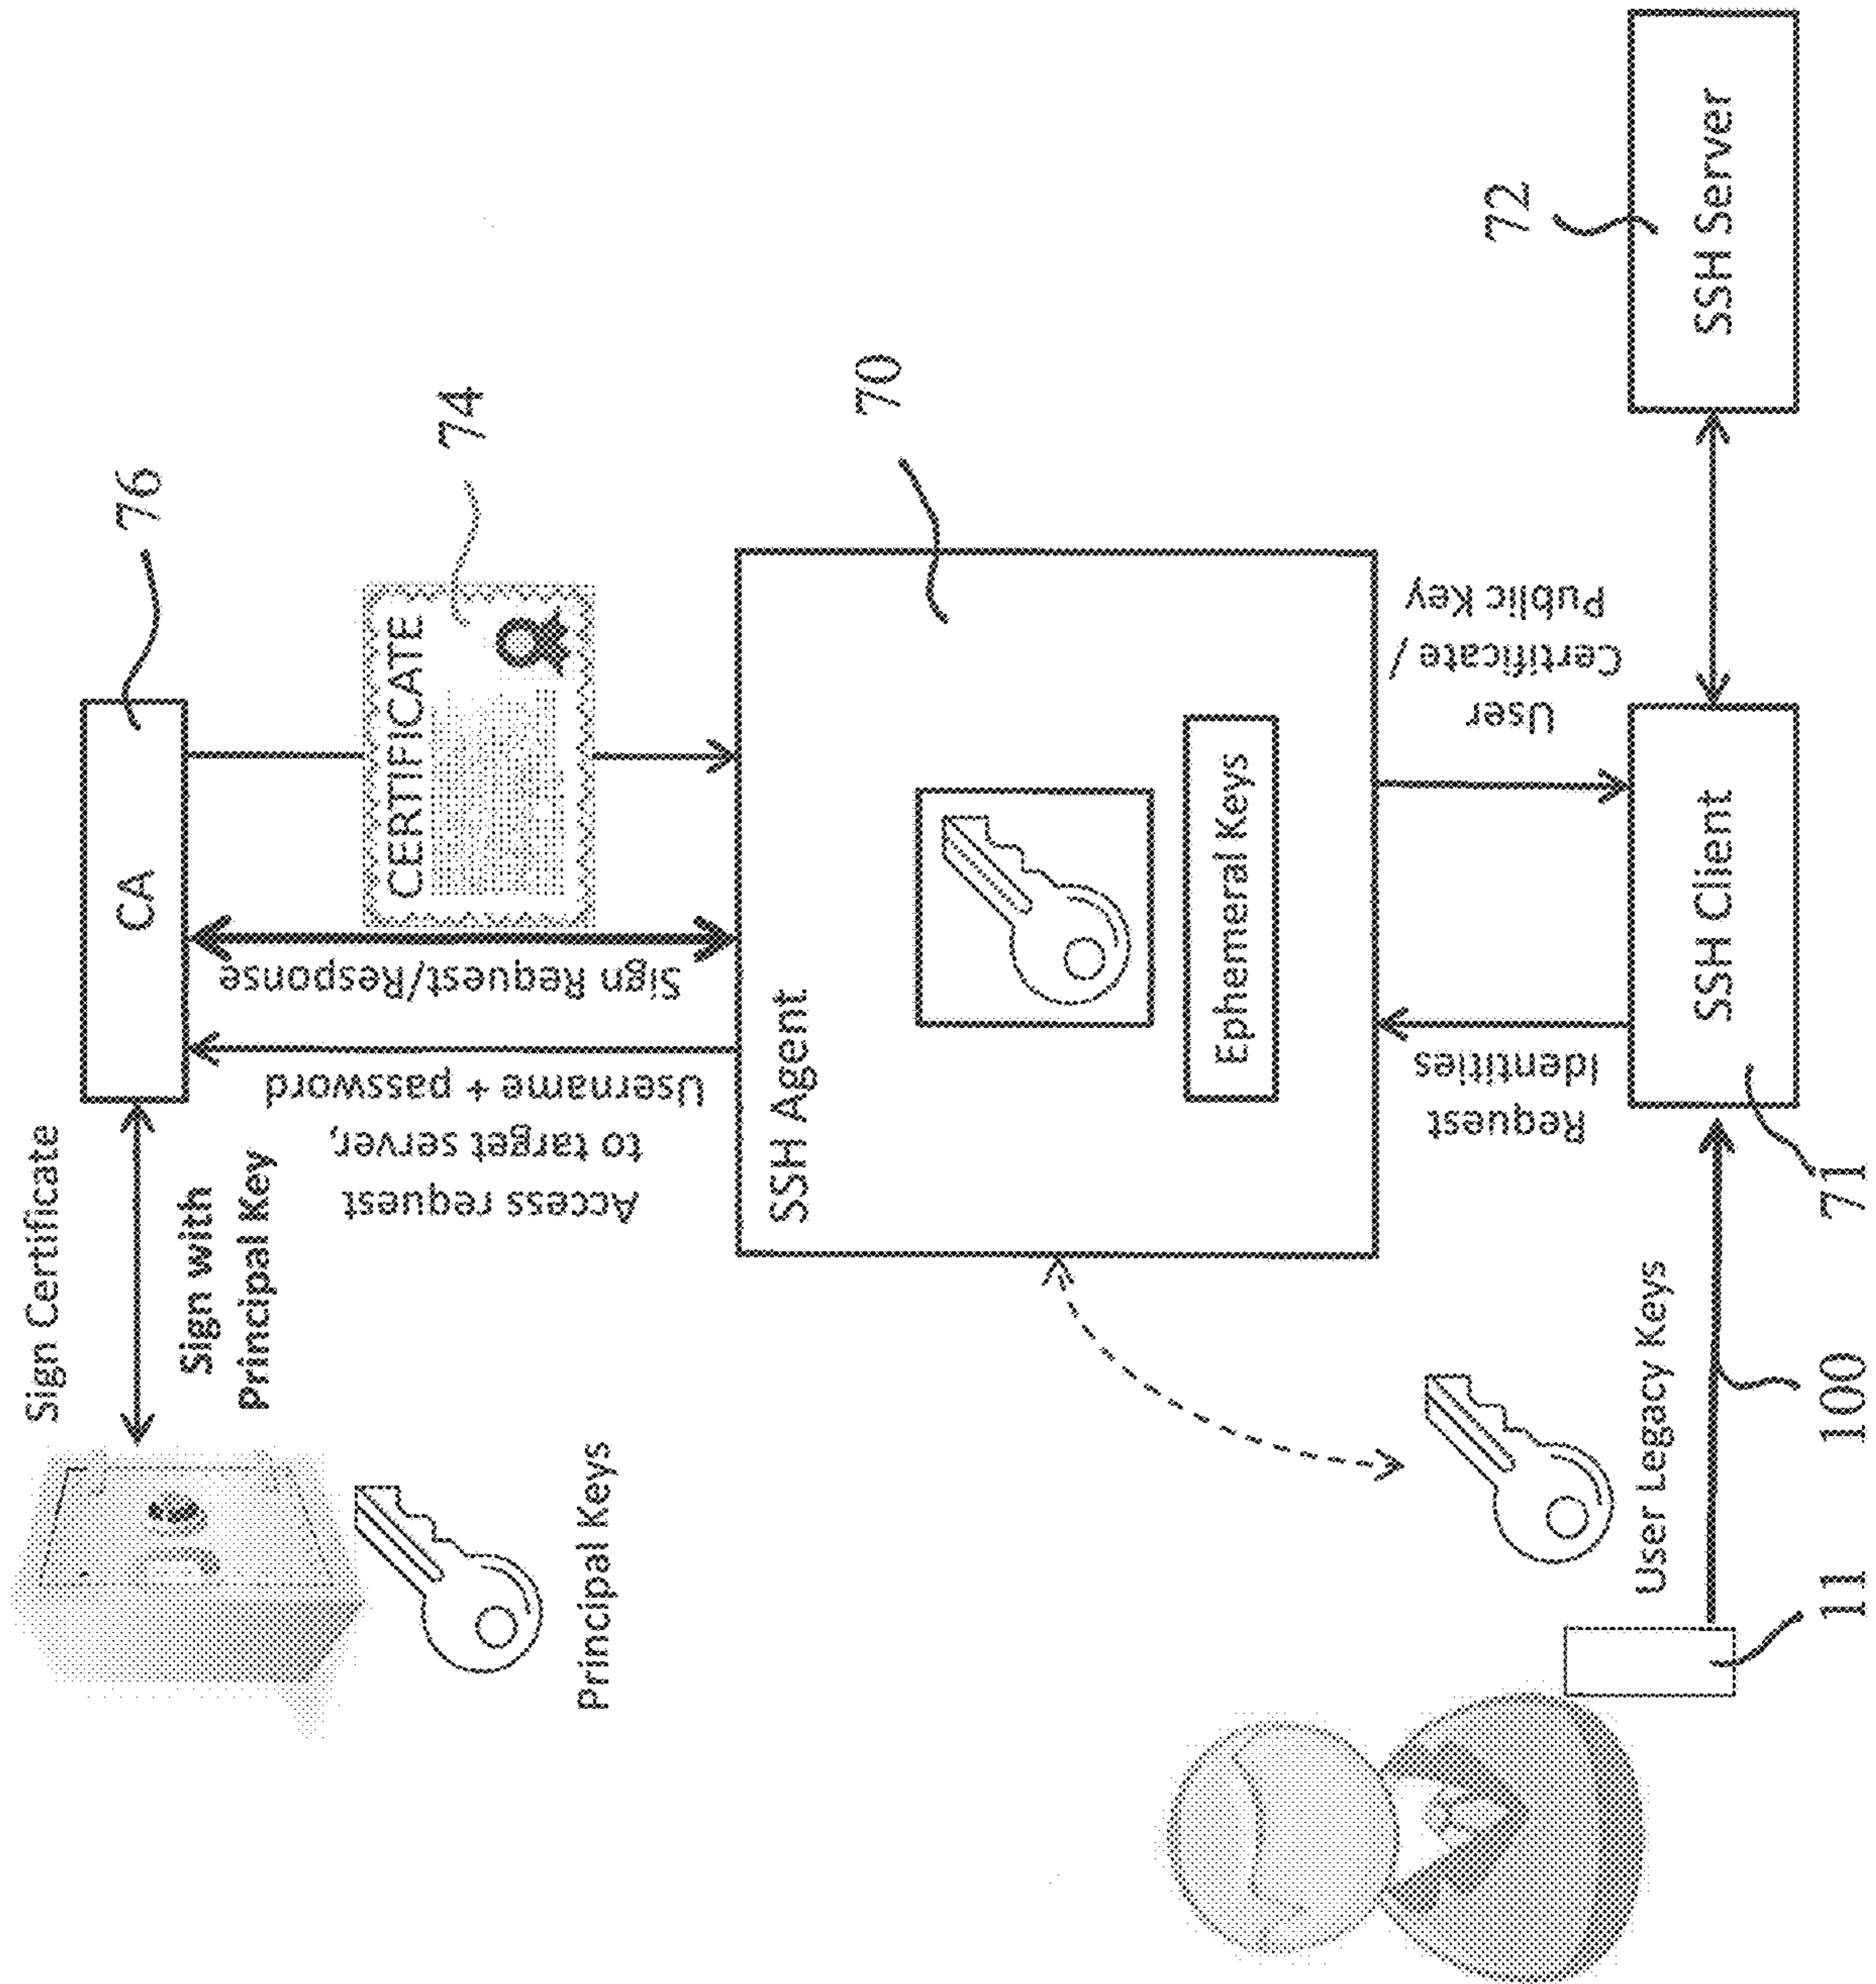 Sign Certificate
Sign with
Principal Key
Principal Keys
CA
76
Access request
to target server,
Username + password
Sign Request/Response
CERTIFICATE
74
SSH Agent
70
Ephemeral Keys
Request
Identities
User
Certificate /
Public Key
User Legacy Keys
11
100
71
SSH Client
SSH Server
72